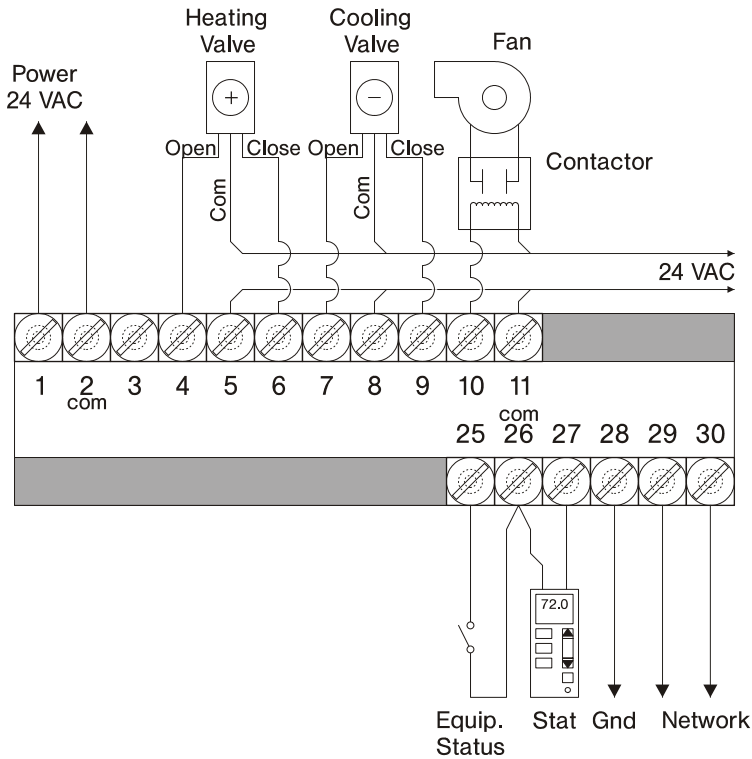 Heating
Valve
Cooling
Valve
Fan
Power
24 VAC
Open
Close
Open
Close
Com
Com
Contactor
24 VAC
1 2 3 4 5 6 7 8 9 10 11
com
com
25 26 27 28 29 30
72.0
Equip.
Status
Stat
Gnd
Network